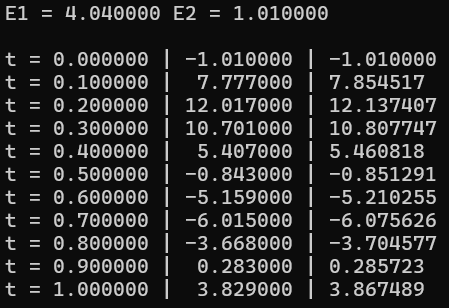 E1 = 4.040000 E2 = 1.010000
t = 0.000000 | -1.010000 | -1.010000
t = 0.100000 |  7.777000 | 7.854517
t = 0.200000 | 12.017000 | 12.137407
t = 0.300000 | 10.701000 | 10.807747
t = 0.400000 |  5.407000 | 5.460818
t = 0.500000 | -0.843000 | -0.851291
t = 0.600000 | -5.159000 | -5.210255
t = 0.700000 | -6.015000 | -6.075626
t = 0.800000 | -3.668000 | -3.704577
t = 0.900000 |  0.283000 | 0.285723
t = 1.000000 |  3.829000 | 3.867489